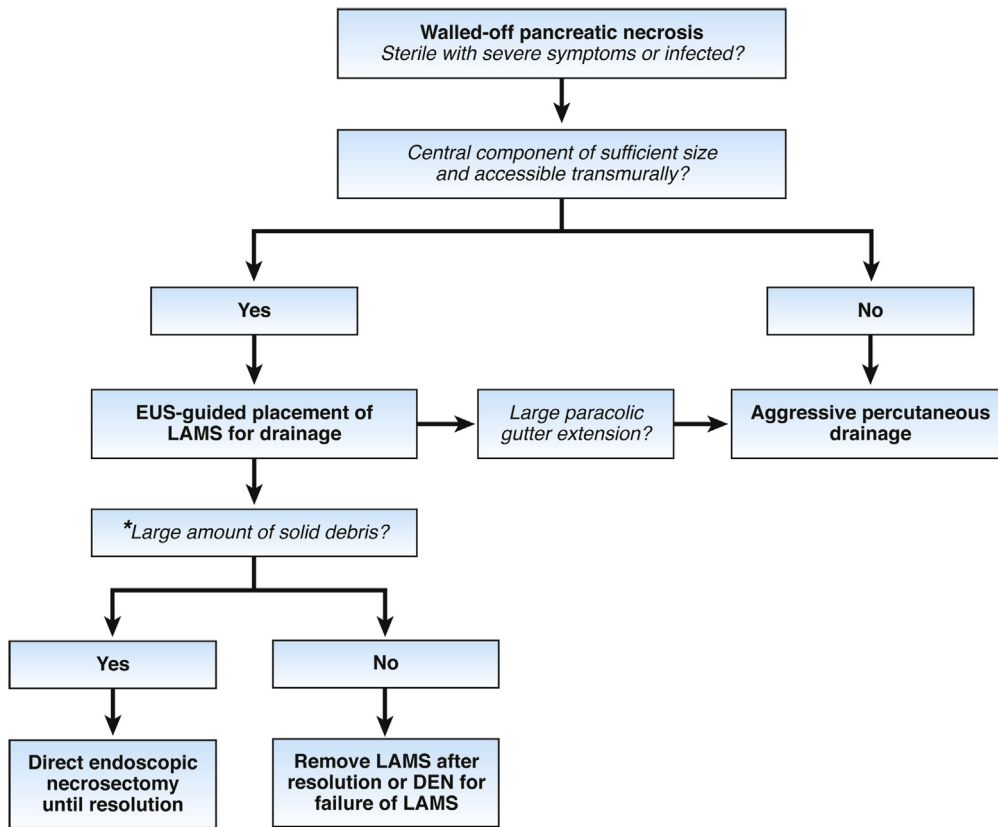 Walled-off pancreatic necrosis
Sterile with severe symptoms or infected?
Central component of sufficient size
and accessible transmurally?
Yes
No
EUS-guided placement of
LAMS for drainage
Large paracolic
gutter extension?
Aggressive percutaneous
drainage
*Large amount of solid debris?
Yes
No
Direct endoscopic
necrosectomy
until resolution
Remove LAMS after
resolution or DEN for
failure of LAMS